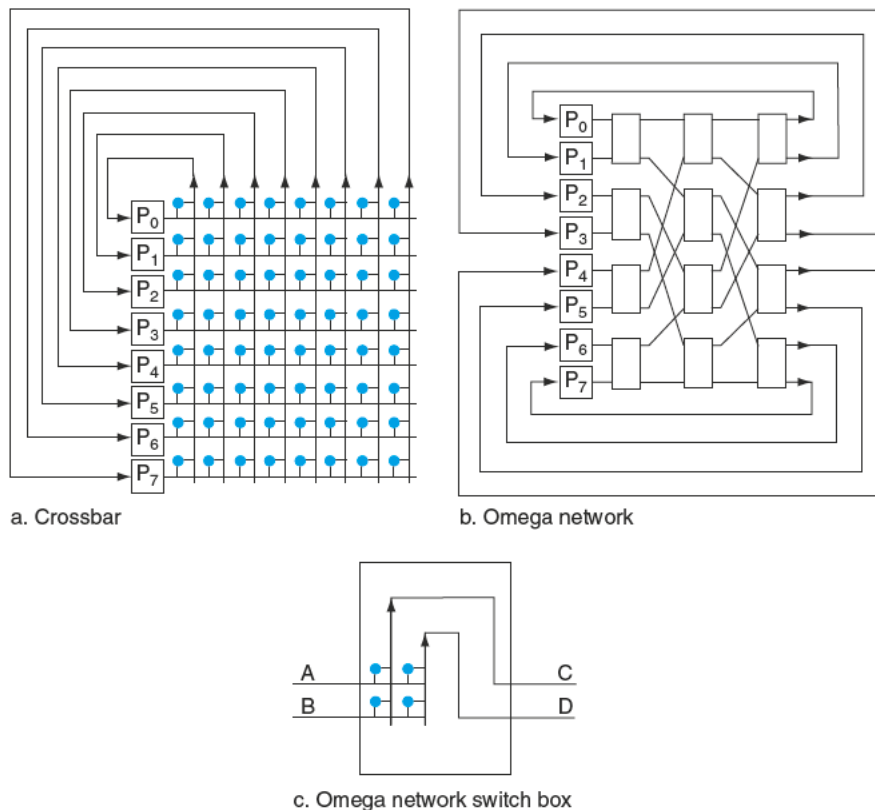 P0
P1
P2
P3
P4
P5
P6
P7
a. Crossbar
P0
P1
P2
P3
P4
P5
P6
P7
b. Omega network
A
B
C
D
c. Omega network switch box